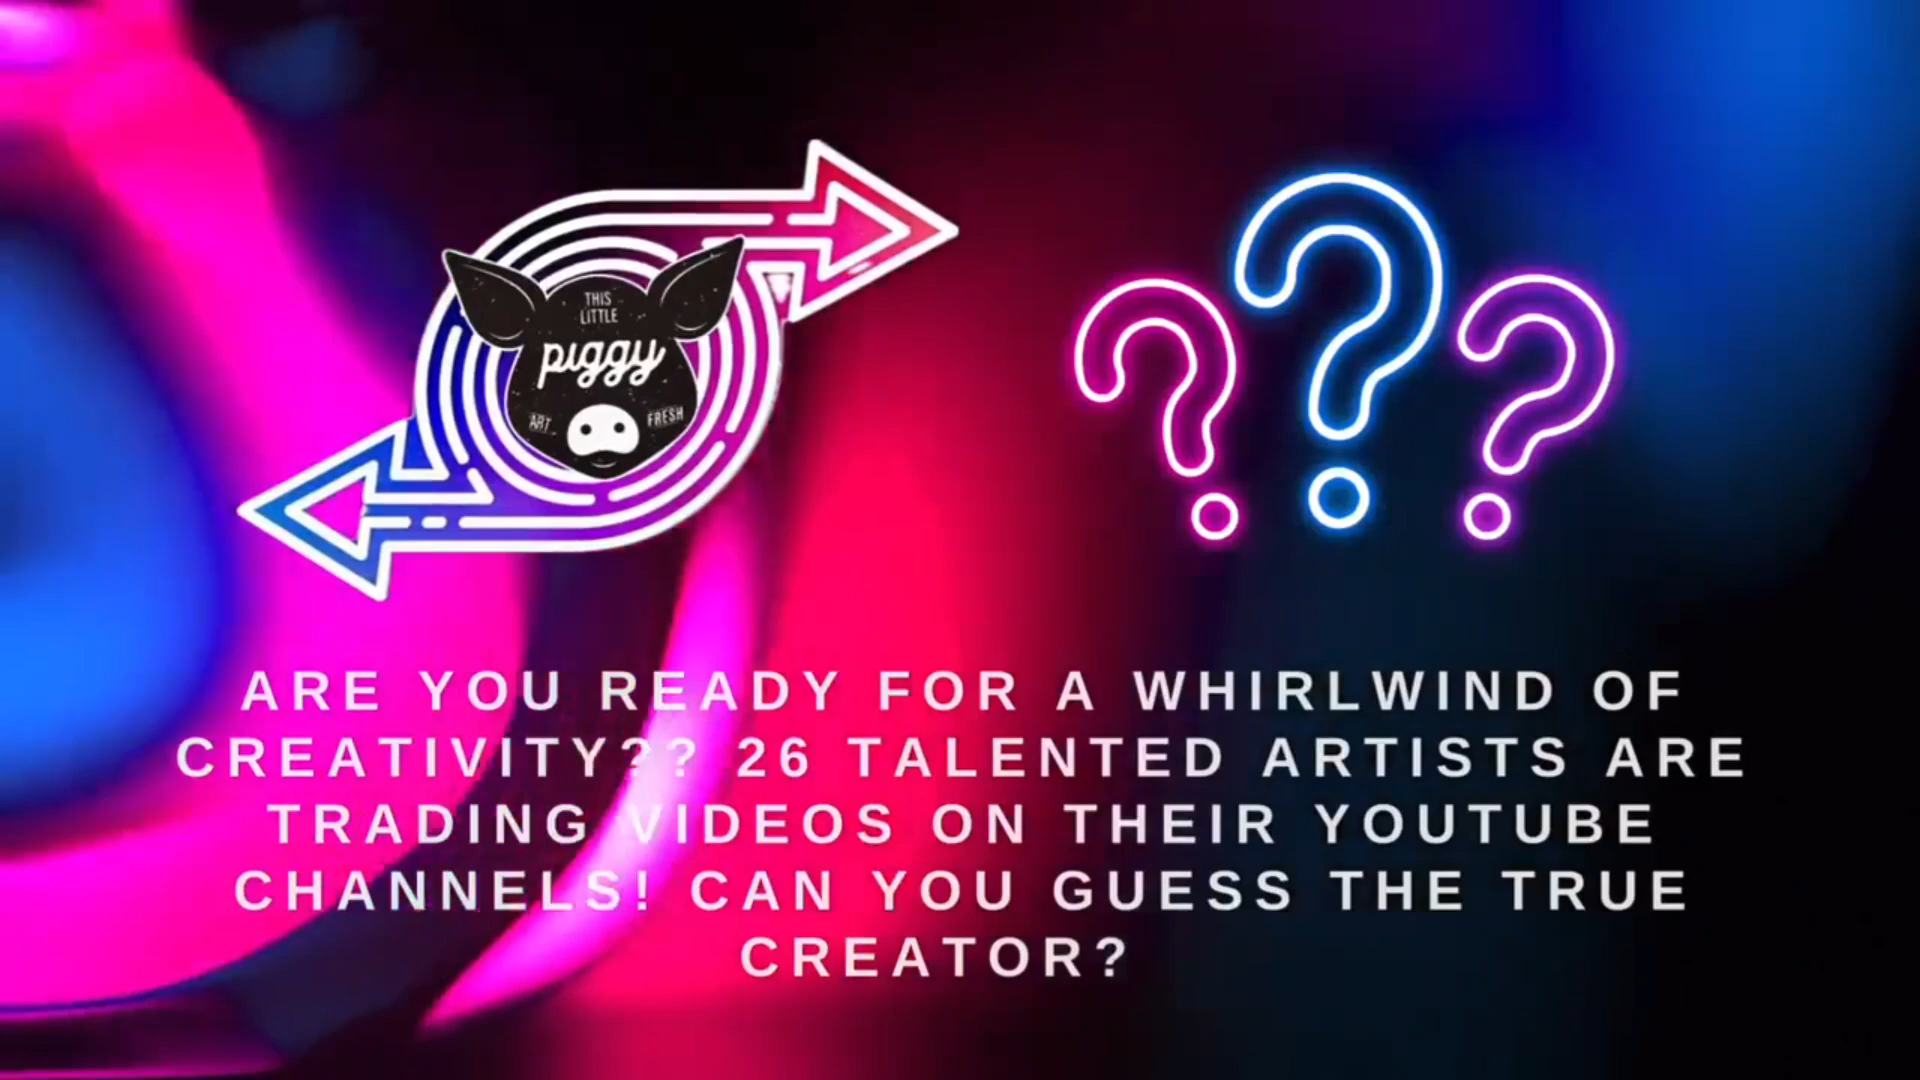 THIS
LITTLE
piggy
ART
FRESH
ARE YOU READY FOR A WHIRLWIND OF
CREATIVITY?? 26 TALENTED ARTISTS ARE
TRADING VIDEOS ON THEIR YOUTUBE
CHANNELS! CAN YOU GUESS THE TRUE
CREATOR?